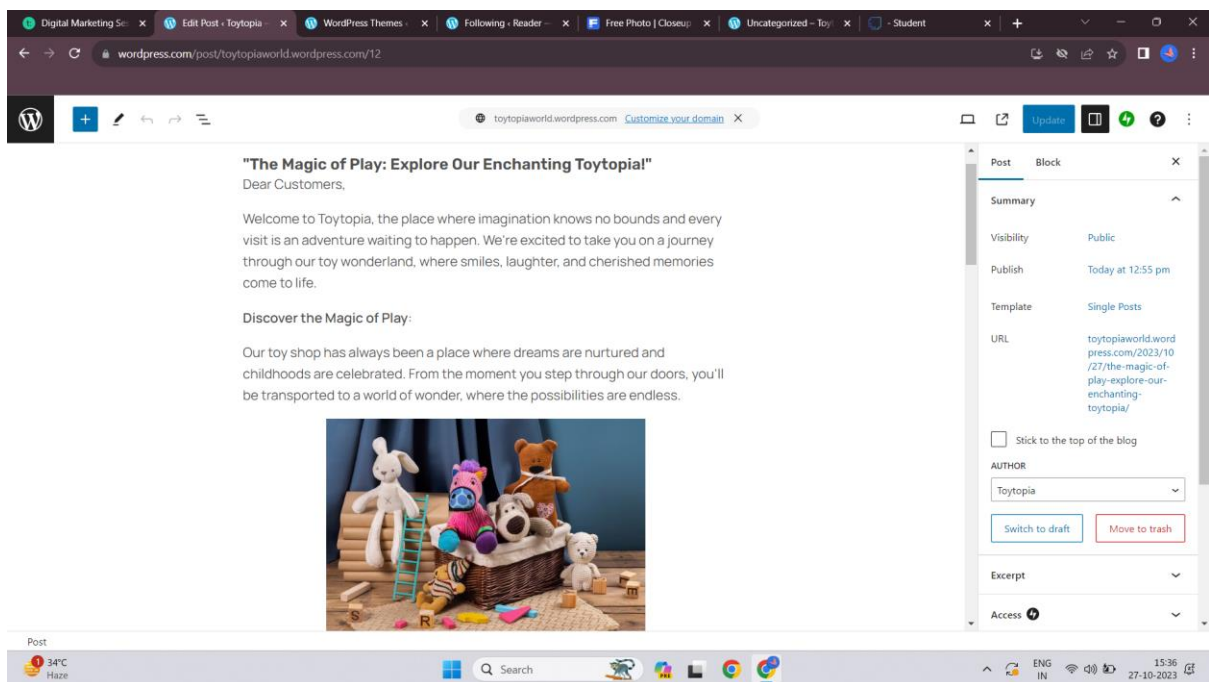 Digital Marketing Se
Edit Post ‹ Toytopia —
WordPress Themes ‹
Following ‹ Reader —
Free Photo | Closeup
Uncategorized – Toy
- Student
wordpress.com/post/toytopiaworld.wordpress.com/12
toytopiaworld.wordpress.com Customize your domain
Update
"The Magic of Play: Explore Our Enchanting Toytopia!"
Dear Customers,
Welcome to Toytopia, the place where imagination knows no bounds and every
visit is an adventure waiting to happen. We're excited to take you on a journey
through our toy wonderland, where smiles, laughter, and cherished memories
come to life.
Discover the Magic of Play:
Our toy shop has always been a place where dreams are nurtured and
childhoods are celebrated. From the moment you step through our doors, you'll
be transported to a world of wonder, where the possibilities are endless.
S R
Post Block
Summary
Visibility Public
Publish Today at 12:55 pm
Template Single Posts
URL toytopiaworld.word
press.com/2023/10
/27/the-magic-of-
play-explore-our-
enchanting-
toytopia/
Stick to the top of the blog
AUTHOR
Toytopia
Switch to draft Move to trash
Excerpt
Access
Post
1 34°C
Haze
Search
PRE
ENG
IN
15:36
27-10-2023